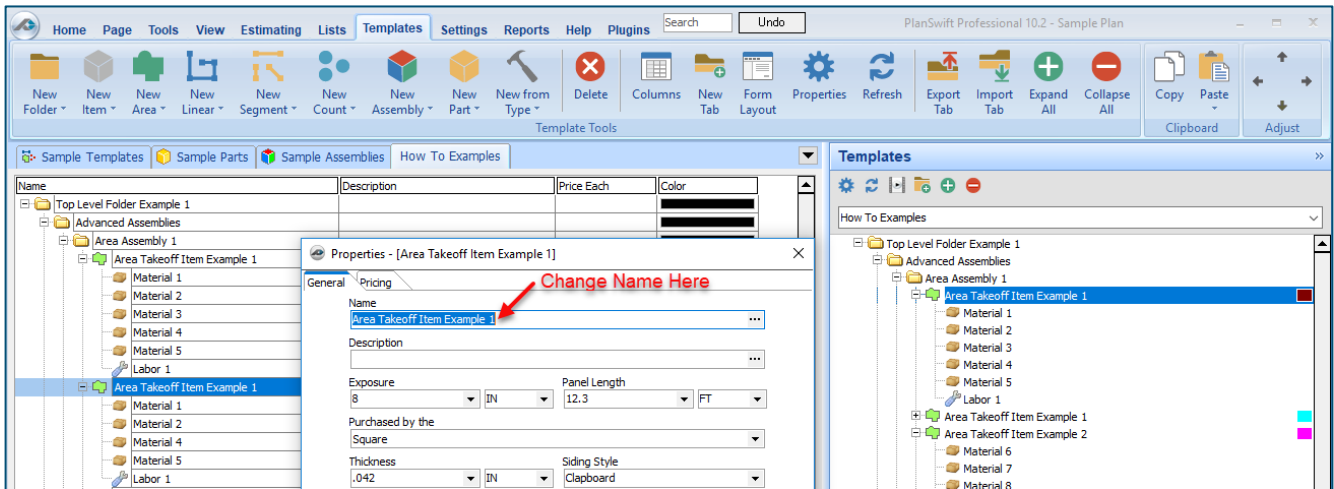 Home Page Tools View Estimating Lists Templates Settings Reports Help Plugins Search Undo PlanSwift Professional 10.2 - Sample Plan
New Folder
New Item
New Area
New Linear
New Segment
New Count
New Assembly
New Part
New from Type
Delete
Columns
New Tab
Form Layout
Properties
Refresh
Export Tab
Import Tab
Expand All
Collapse All
Copy
Paste
Template Tools
Clipboard
Adjust
Sample Templates Sample Parts Sample Assemblies How To Examples
Name Description Price Each Color
Top Level Folder Example 1
Advanced Assemblies
Area Assembly 1
Area Takeoff Item Example 1
Material 1
Material 2
Material 3
Material 4
Material 5
Labor 1
Area Takeoff Item Example 1
Material 1
Material 2
Material 4
Material 5
Labor 1
Properties - [Area Takeoff Item Example 1]
General Pricing
Change Name Here
Name
Area Takeoff Item Example 1
Description
Exposure Panel Length
8 IN 12.3 FT
Purchased by the
Square
Thickness Siding Style
.042 IN Clapboard
Templates
How To Examples
Top Level Folder Example 1
Advanced Assemblies
Area Assembly 1
Area Takeoff Item Example 1
Material 1
Material 2
Material 3
Material 4
Material 5
Labor 1
Area Takeoff Item Example 1
Area Takeoff Item Example 2
Material 6
Material 7
Material 8